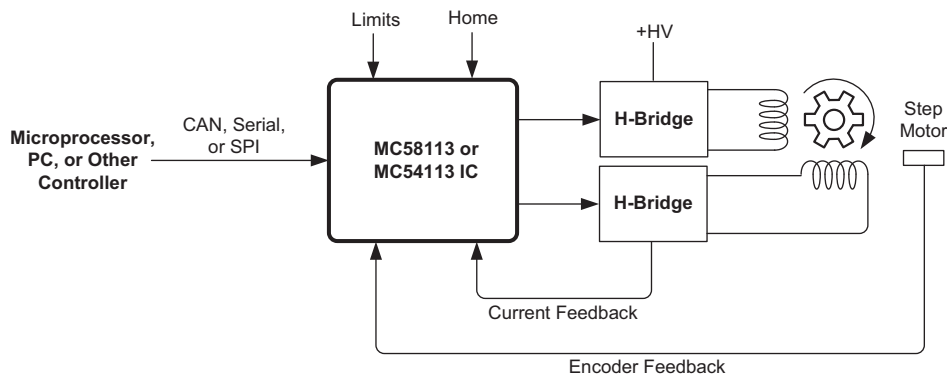 Limits
Home
+HV
Microprocessor,
PC, or Other
Controller
CAN, Serial,
or SPI
MC58113 or
MC54113 IC
H-Bridge
H-Bridge
Step
Motor
Current Feedback
Encoder Feedback